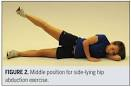 FIGURE 2. Middle position for side-lying hip
abduction exercise.